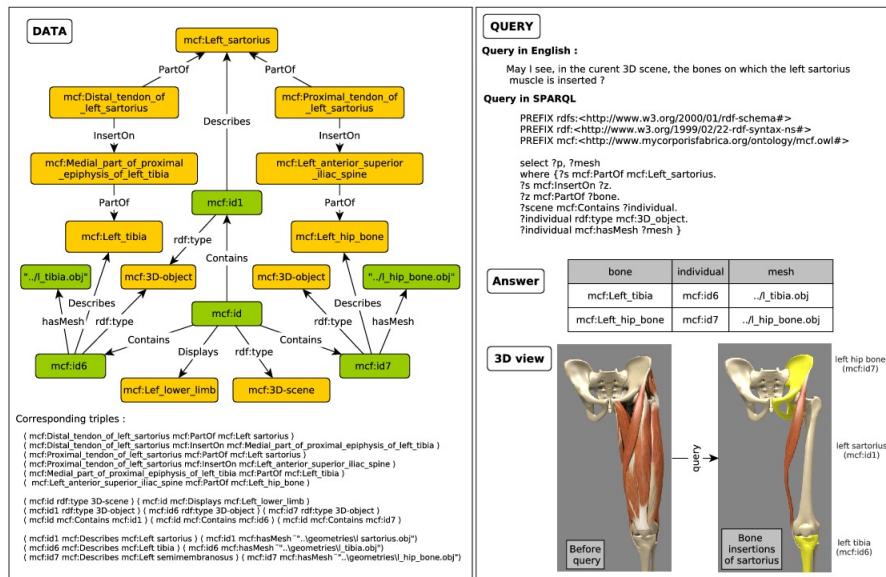 DATA
mcf:Left_sartorius
PartOf
PartOf
mcf:Distal_tendon_of
_left_sartorius
Describes
mcf:Proximal_tendon_of
_left_sartorius
InsertOn
InsertOn
mcf:Medial_part_of_proximal
_epiphysis_of_left_tibia
mcf:Left_anterior_superior
_iliac_spine
PartOf
mcf:id1
PartOf
mcf:Left_tibia
rdf:type
mcf:Left_hip_bone
Contains
"../l_tibia.obj"
mcf:3D-object
mcf:3D-object
"../l_hip_bone.obj"
Describes
Describes
hasMesh
rdf:type
mcf:id
rdf:type
hasMesh
Contains
Contains
mcf:id6
Displays
rdf:type
mcf:id7
mcf:Lef_lower_limb
mcf:3D-scene
Corresponding triples :
( mcf:Distal_tendon_of_left_sartorius mcf:PartOf mcf:Left sartorius )
( mcf:Distal_tendon_of_left_sartorius mcf:InsertOn mcf:Medial_part_of_proximal_epiphysis_of_left_tibia )
( mcf:Proximal_tendon_of_left_sartorius mcf:PartOf mcf:Left_sartorius )
( mcf:Proximal_tendon_of_left_sartorius mcf:InsertOn mcf:Left_anterior_superior_iliac_spine )
( mcf:Medial_part_of_proximal_epiphysis_of_left_tibia mcf:PartOf mcf:Left_tibia )
( mcf:Left_anterior_superior_iliac_spine mcf:PartOf mcf:Left_hip_bone )
( mcf:id rdf:type 3D-scene ) ( mcf:id mcf:Displays mcf:Left_lower_limb )
( mcf:id1 rdf:type 3D-object ) ( mcf:id6 rdf:type 3D-object ) ( mcf:id7 rdf:type 3D-object )
( mcf:id mcf:Contains mcf:id1 ) ( mcf:id mcf:Contains mcf:id6 ) ( mcf:id mcf:Contains mcf:id7 )
( mcf:id1 mcf:Describes mcf:Left sartorius ) ( mcf:id1 mcf:hasMesh "..\geometries\l sartorius.obj")
( mcf:id6 mcf:Describes mcf:Left tibia ) ( mcf:id6 mcf:hasMesh "..\geometries\l_tibia.obj")
( mcf:id7 mcf:Describes mcf:Left semimembranosus ) ( mcf:id7 mcf:hasMesh "..\geometries\l_hip_bone.obj")
QUERY
Query in English :
May I see, in the curent 3D scene, the bones on which the left sartorius
muscle is inserted ?
Query in SPARQL
PREFIX rdfs:<http://www.w3.org/2000/01/rdf-schema#>
PREFIX rdf:<http://www.w3.org/1999/02/22-rdf-syntax-ns#>
PREFIX mcf:<http://www.mycorporisfabrica.org/ontology/mcf.owl#>
select ?p, ?mesh
where {?s mcf:PartOf mcf:Left_sartorius.
?s mcf:InsertOn ?z.
?z mcf:PartOf ?bone.
?scene mcf:Contains ?individual.
?individual rdf:type mcf:3D_object.
?individual mcf:hasMesh ?mesh }
Answer
bone individual mesh
mcf:Left_tibia mcf:id6 ../l_tibia.obj
mcf:Left_hip_bone mcf:id7 ../l_hip_bone.obj
3D view
left hip bone
(mcf:id7)
query
left sartorius
(mcf:id1)
left tibia
(mcf:id6)
Before
query
Bone
insertions
of sartorius